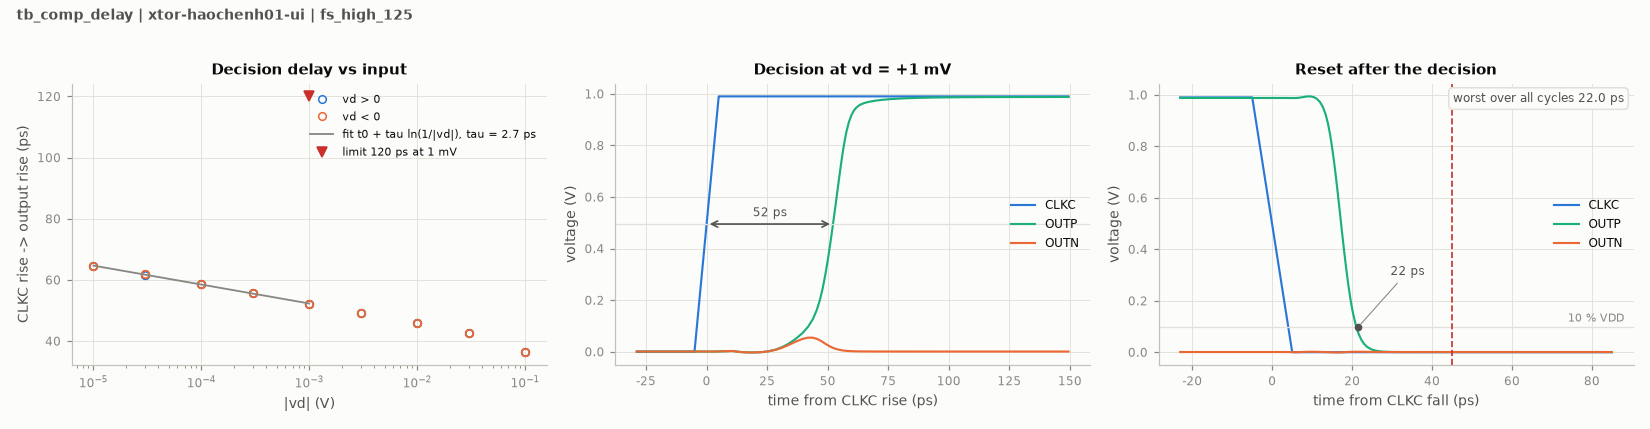 tb_comp_delay | xtor-haochenh01-ui | fs_high_125
Decision delay vs input
CLKC rise -> output rise (ps)
120
100
80
60
40
vd > 0
vd < 0
fit t0 + tau ln(1/|vd|), tau = 2.7 ps
limit 120 ps at 1 mV
10⁻⁵
10⁻⁴
10⁻³
10⁻²
10⁻¹
|vd| (V)
Decision at vd = +1 mV
voltage (V)
1.0
0.8
0.6
0.4
0.2
0.0
52 ps
CLKC
OUTP
OUTN
-25
0
25
50
75
100
125
150
time from CLKC rise (ps)
Reset after the decision
voltage (V)
1.0
0.8
0.6
0.4
0.2
0.0
worst over all cycles 22.0 ps
CLKC
OUTP
OUTN
22 ps
10 % VDD
-20
0
20
40
60
80
time from CLKC fall (ps)